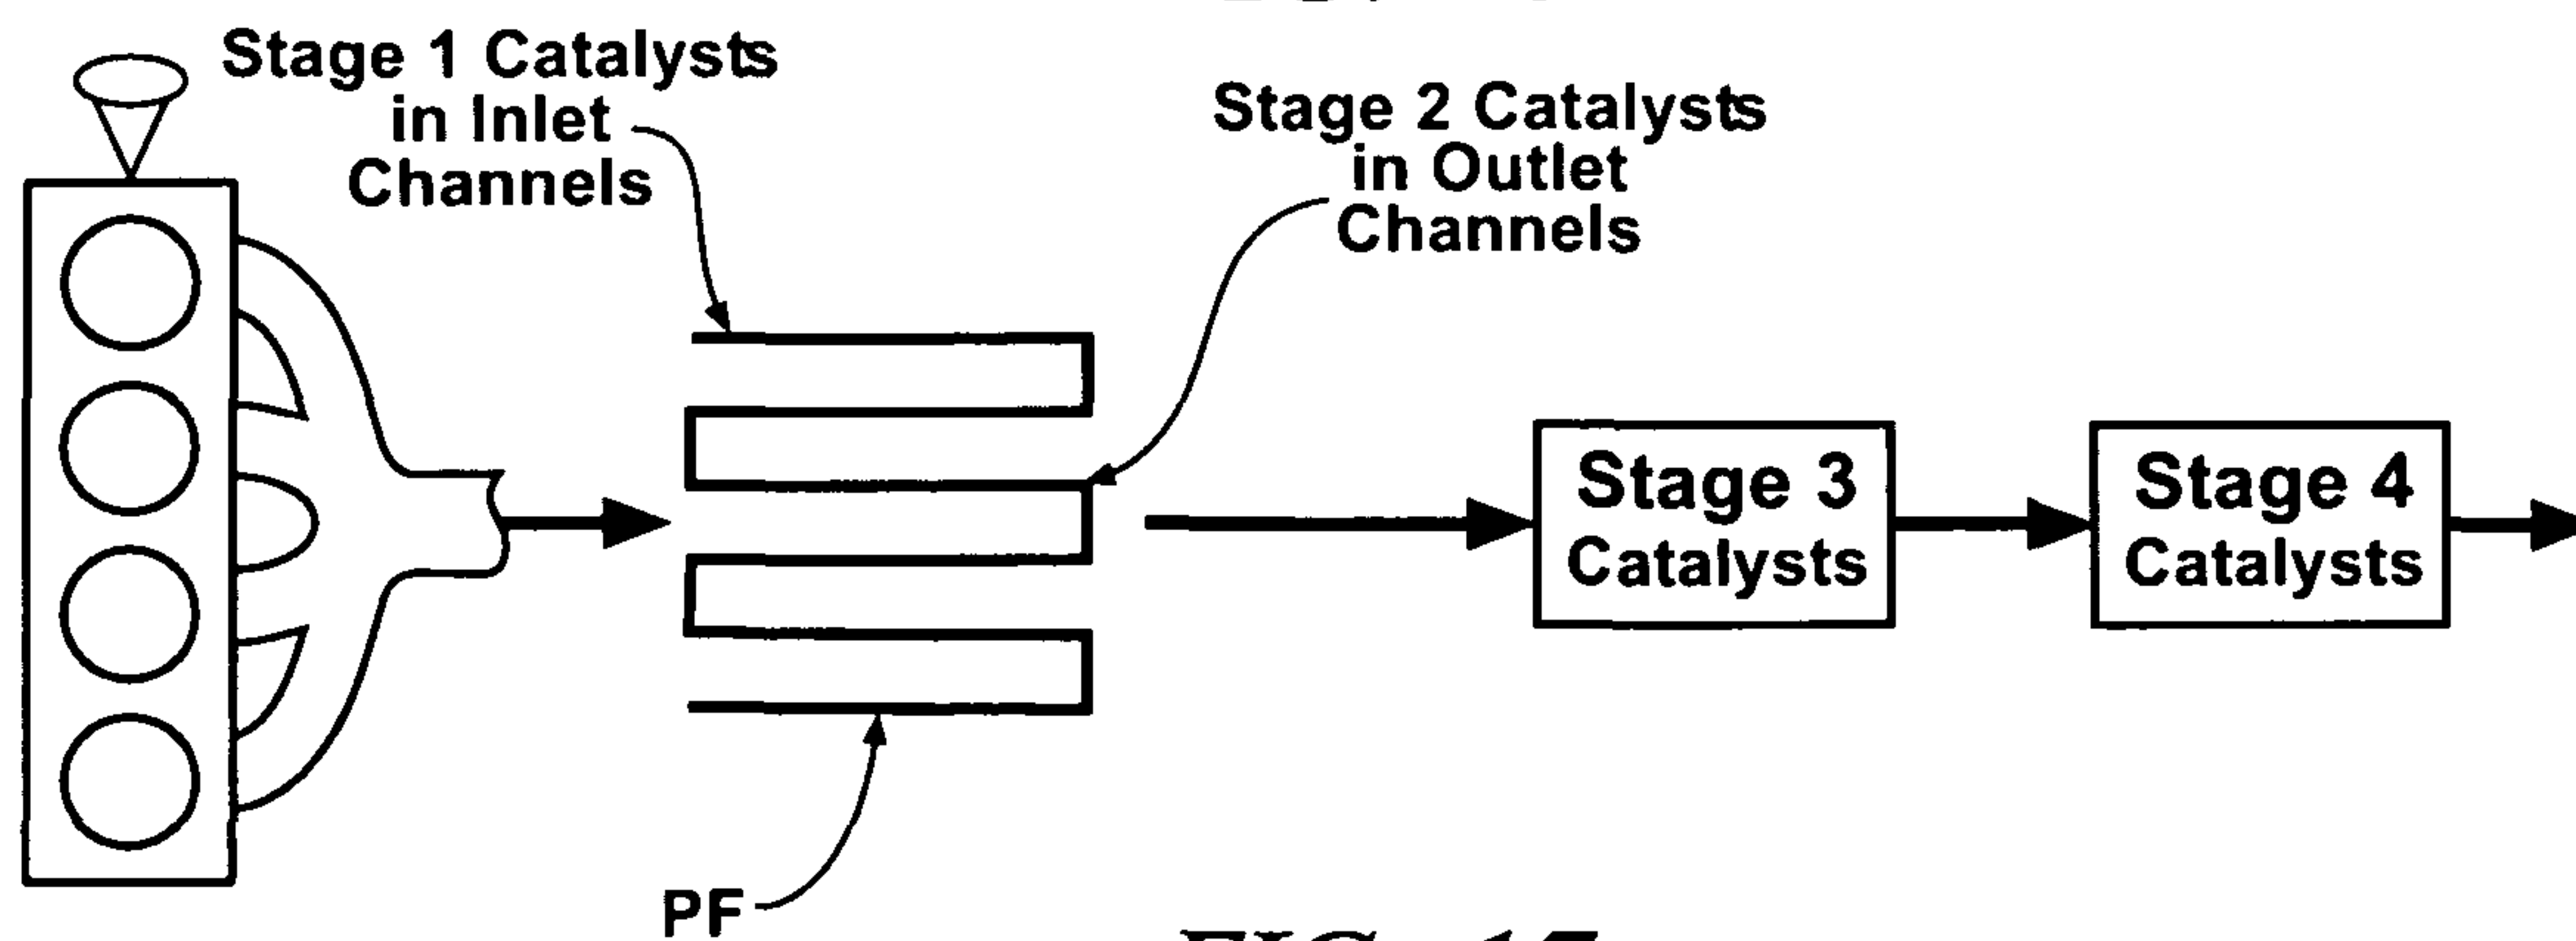 Stage 1 Catalysts
in Inlet
Channels
Stage 2 Catalysts
in Outlet
Channels
Stage 3
Catalysts
Stage 4
Catalysts
PF